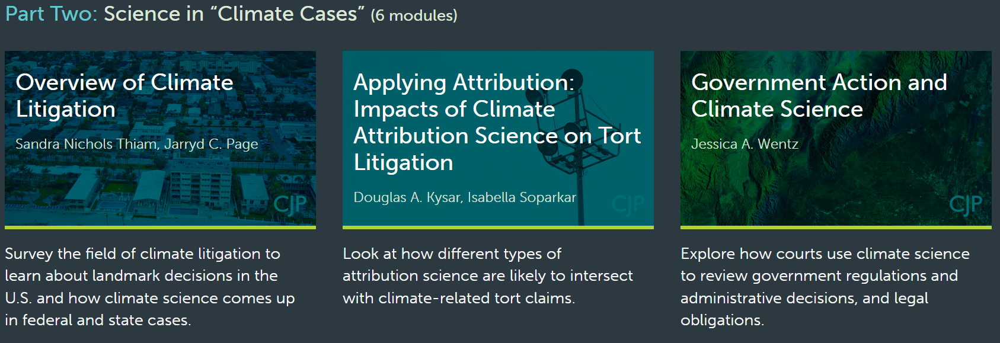 Part Two: Science in “Climate Cases” (6 modules)
Overview of Climate
Litigation
Sandra Nichols Thiam, Jarryd C. Page
CJP
Survey the field of climate litigation to
learn about landmark decisions in the
U.S. and how climate science comes up
in federal and state cases.
Applying Attribution:
Impacts of Climate
Attribution Science on Tort
Litigation
Douglas A. Kysar, Isabella Soparkar
CJP
Look at how different types of
attribution science are likely to intersect
with climate-related tort claims.
Government Action and
Climate Science
Jessica A. Wentz
CJP
Explore how courts use climate science
to review government regulations and
administrative decisions, and legal
obligations.